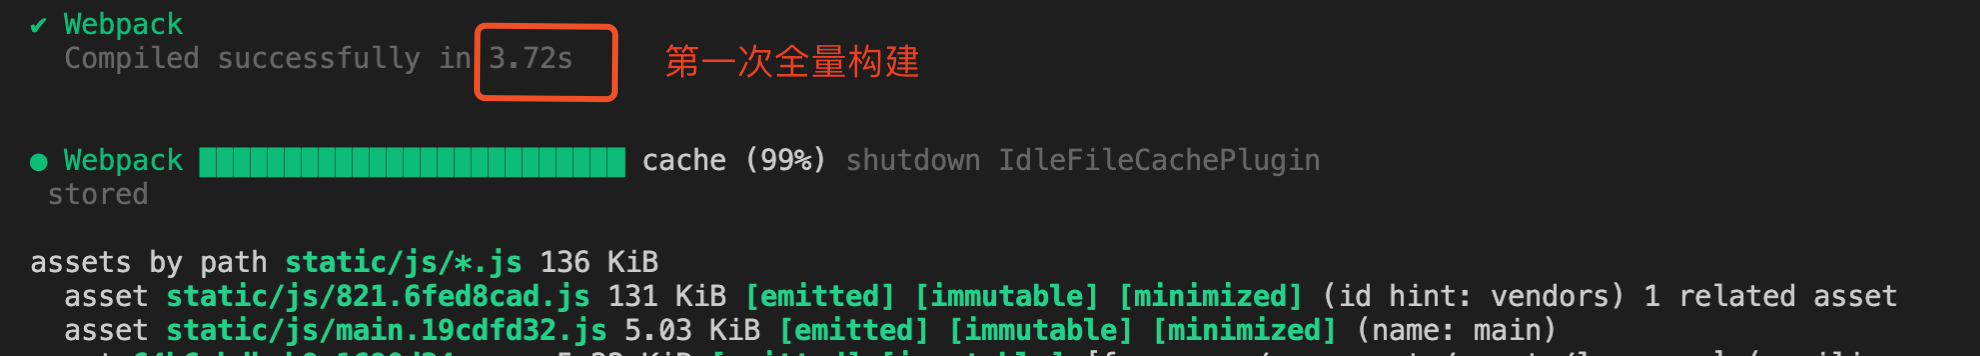 ✔ Webpack
Compiled successfully in 3.72s 第一次全量构建
● Webpack cache (99%) shutdown IdleFileCachePlugin
stored
assets by path static/js/*.js 136 KiB
asset static/js/821.6fed8cad.js 131 KiB [emitted] [immutable] [minimized] (id hint: vendors) 1 related asset
asset static/js/main.19cdfd32.js 5.03 KiB [emitted] [immutable] [minimized] (name: main)